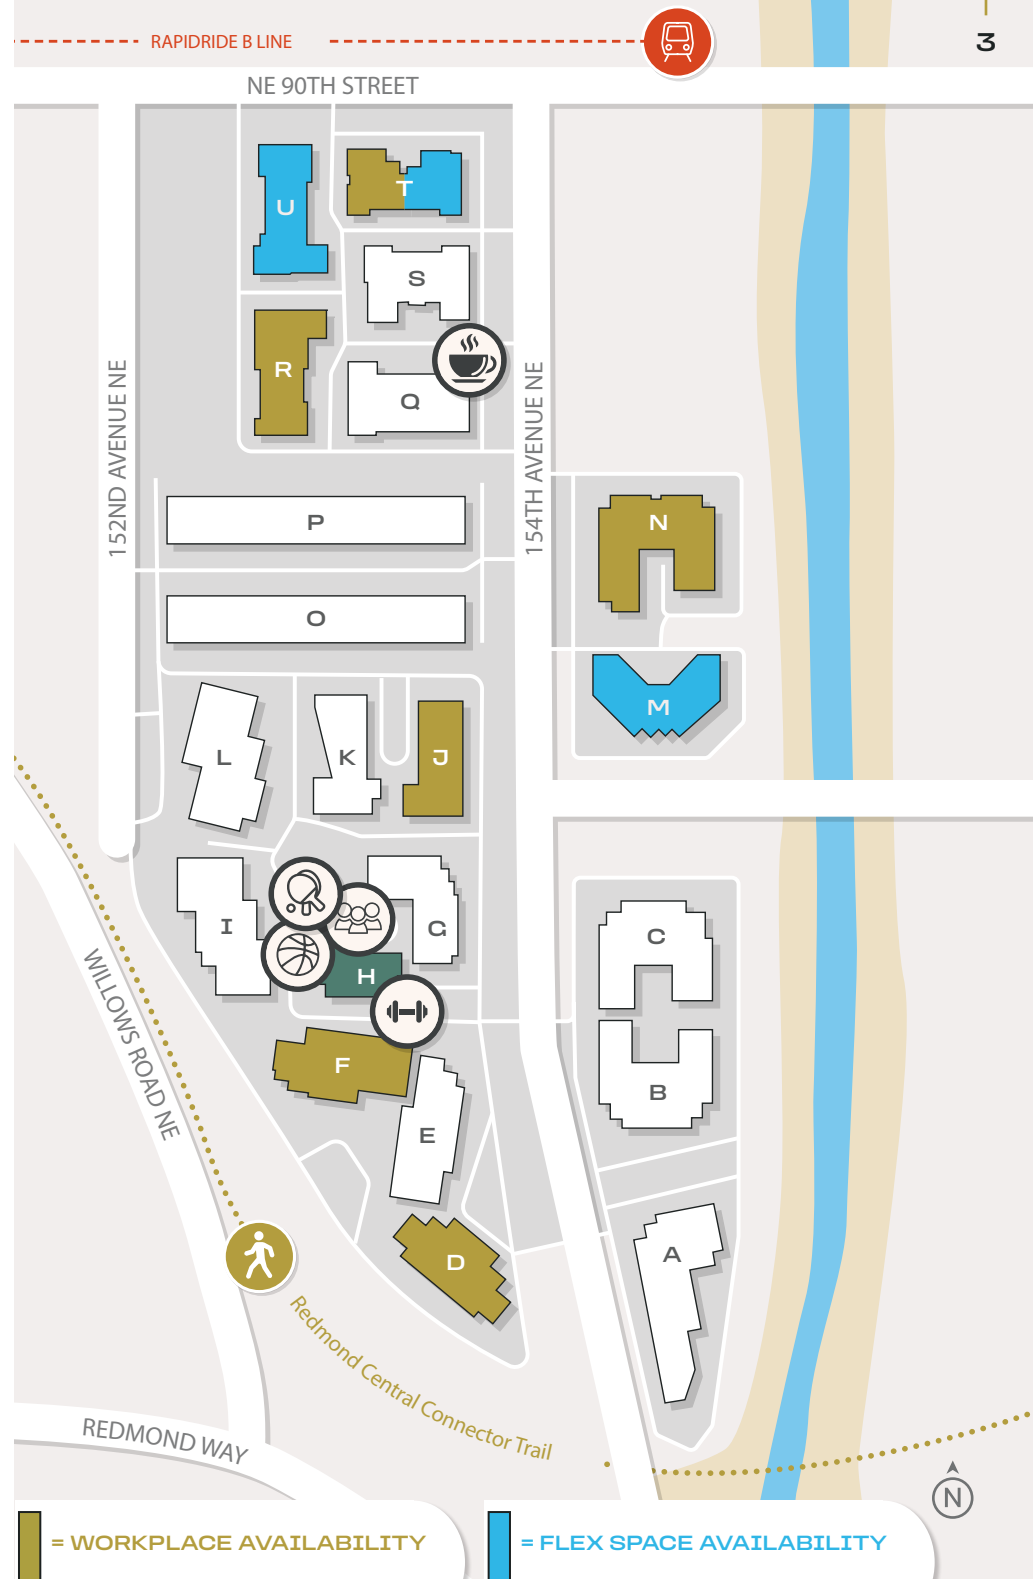 RAPIDRIDE B LINE
3
NE 90TH STREET
U
T
S
R
Q
152ND AVENUE NE
154TH AVENUE NE
P
N
O
M
L
K
J
I
G
C
H
WILLOWS ROAD NE
F
B
E
A
D
Redmond Central Connector Trail
REDMOND WAY
N
= WORKPLACE AVAILABILITY
= FLEX SPACE AVAILABILITY